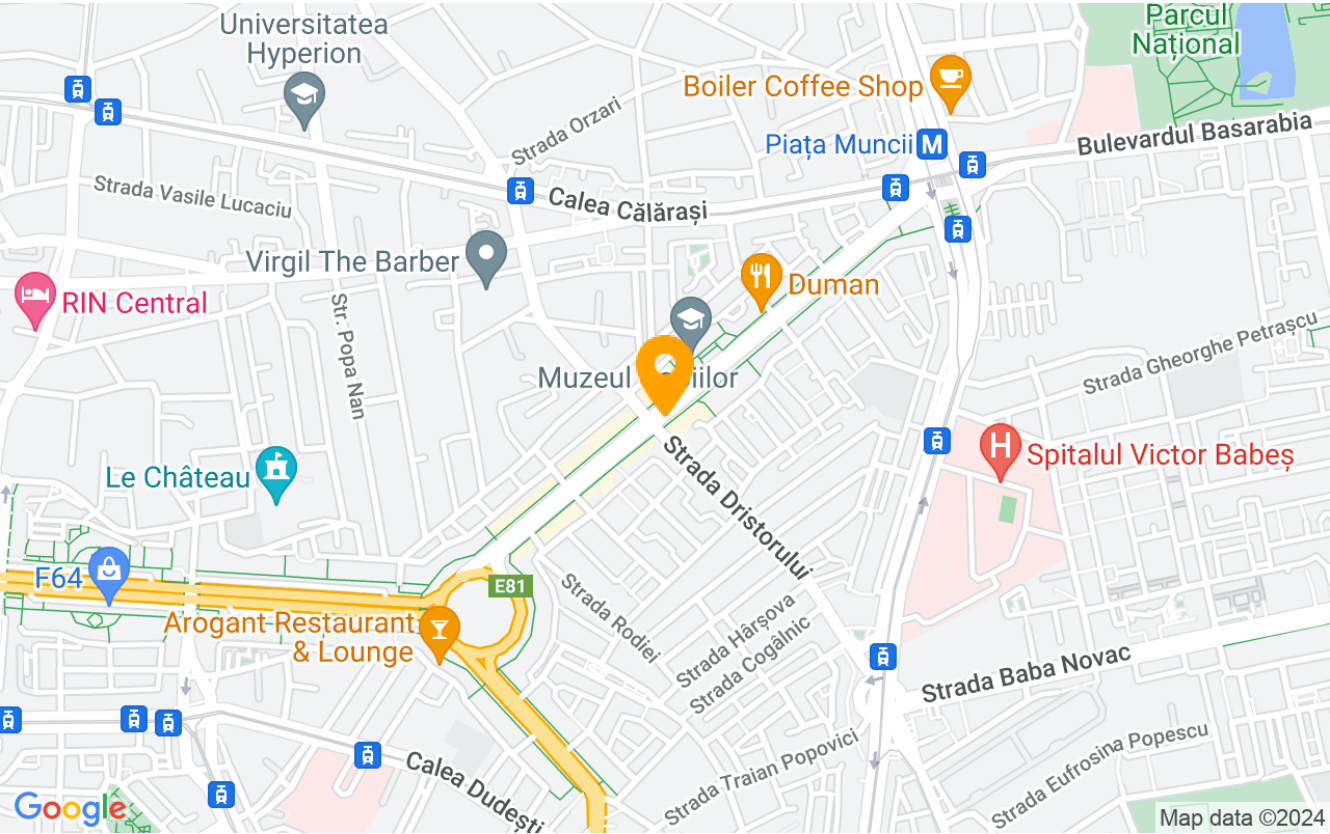 Universitatea
Hyperion
Parcul
Național
Boiler Coffee Shop
Strada Orzari
Piața Muncii M
Bulevardul Basarabia
Strada Vasile Lucaciu
Calea Călărași
Virgil The Barber
Duman
RIN Central
Str. Popa Nan
Strada Gheorghe Petrașcu
Muzeul
Strada Dristorului
H Spitalul Victor Babeș
Le Château
F64
E81
Arogant Restaurant
& Lounge
Strada Rodiei
Strada Hârșova
Strada Cogâlnic
Strada Baba Novac
Strada Traian Popovici
Strada Eufrosina Popescu
Calea Dudești
Google
Map data ©2024